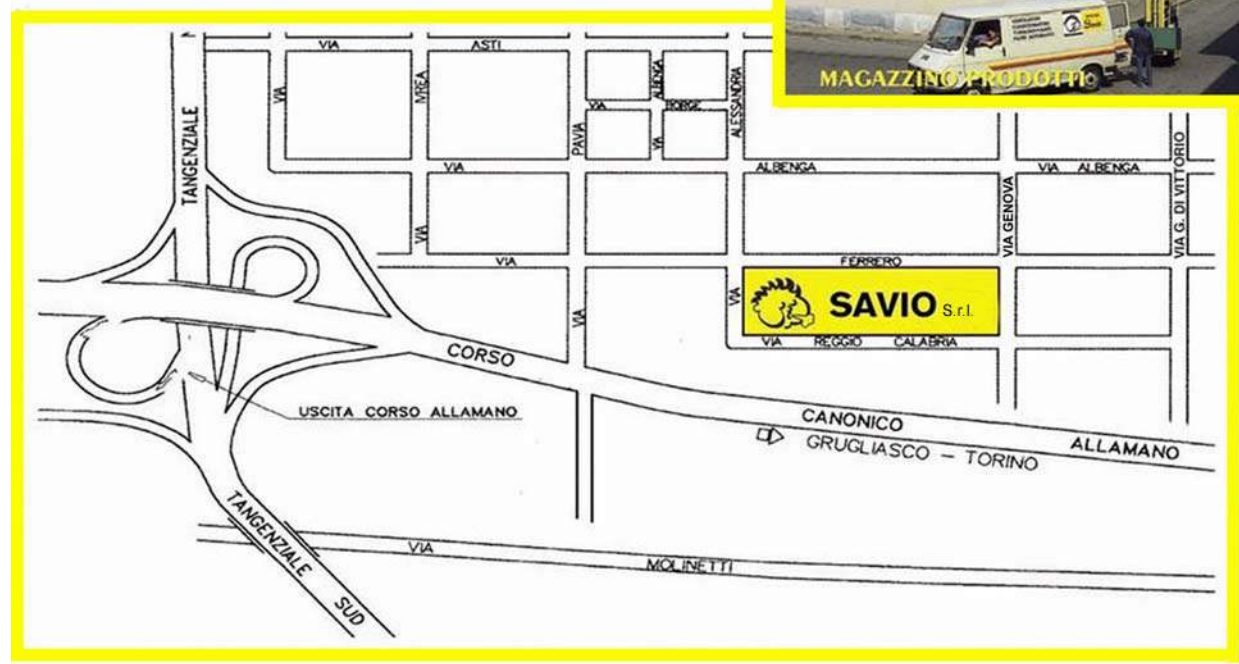 MAGAZZINO PRODOTTI
VIA ASTI
TANGENZIALE
VIA
IVREA
VIA
PAVIA
VIA
VIA BORGE
ALBENGA
VIA
ALESSANDRIA
VIA
VIA ALBENGA
VIA ALBENGA
VIA GENOVA
VIA G. DI VITTORIO
VIA FERRERO
SAVIO S.r.l.
VIA REGGIO CALABRIA
CORSO CANONICO ALLAMANO
USCITA CORSO ALLAMANO
GRUGLIASCO – TORINO
TANGENZIALE SUD
VIA MOLINETTI